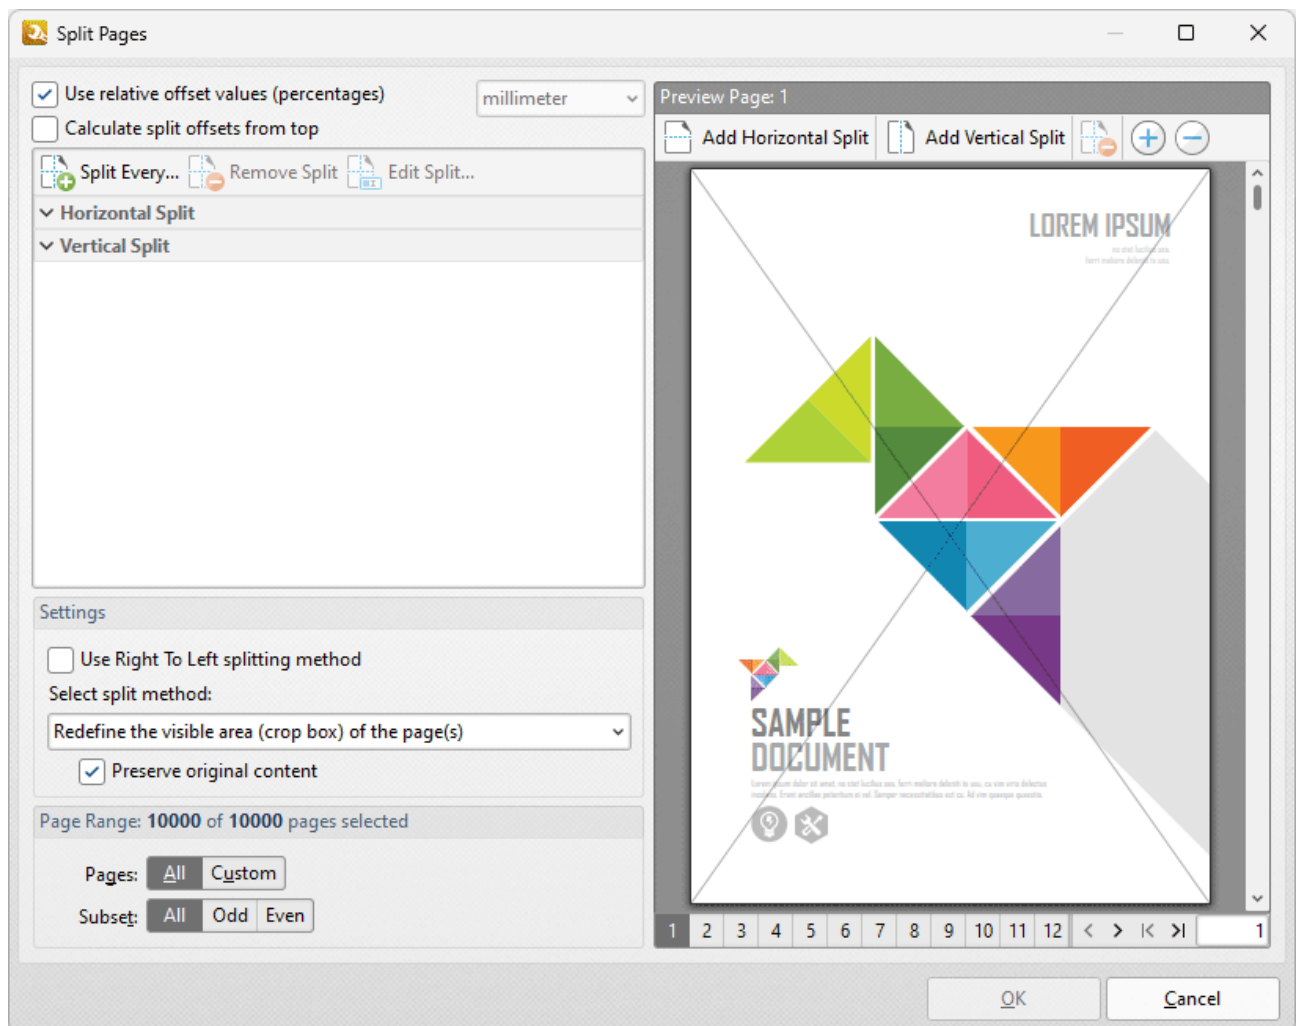 Split Pages
Use relative offset values (percentages)
millimeter
Calculate split offsets from top
Split Every...
Remove Split
Edit Split...
Horizontal Split
Vertical Split
Settings
Use Right To Left splitting method
Select split method:
Redefine the visible area (crop box) of the page(s)
Preserve original content
Page Range: 10000 of 10000 pages selected
Pages: All Custom
Subset: All Odd Even
Preview Page: 1
Add Horizontal Split
Add Vertical Split
LOREM IPSUM
SAMPLE
DOCUMENT
1 2 3 4 5 6 7 8 9 10 11 12
1
OK
Cancel